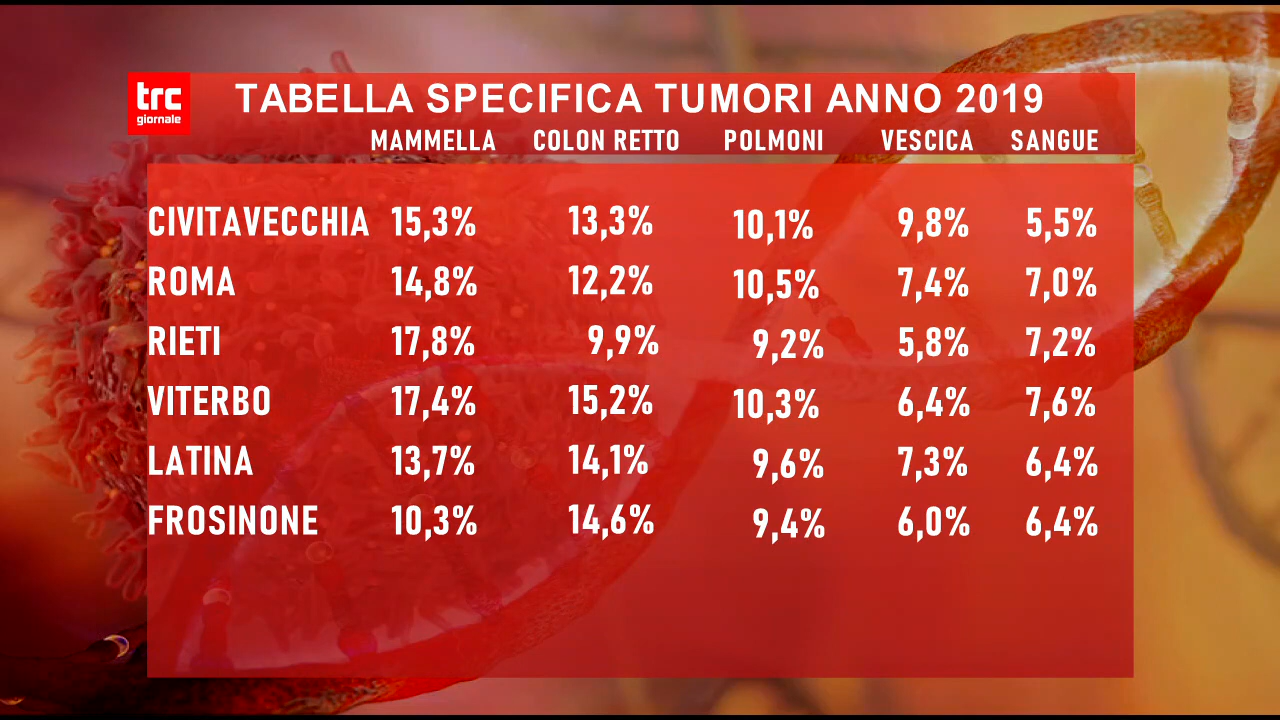 trc
giornale
TABELLA SPECIFICA TUMORI ANNO 2019
MAMMELLA COLON RETTO POLMONI VESCICA SANGUE
CIVITAVECCHIA 15,3% 13,3% 10,1% 9,8% 5,5%
ROMA 14,8% 12,2% 10,5% 7,4% 7,0%
RIETI 17,8% 9,9% 9,2% 5,8% 7,2%
VITERBO 17,4% 15,2% 10,3% 6,4% 7,6%
LATINA 13,7% 14,1% 9,6% 7,3% 6,4%
FROSINONE 10,3% 14,6% 9,4% 6,0% 6,4%